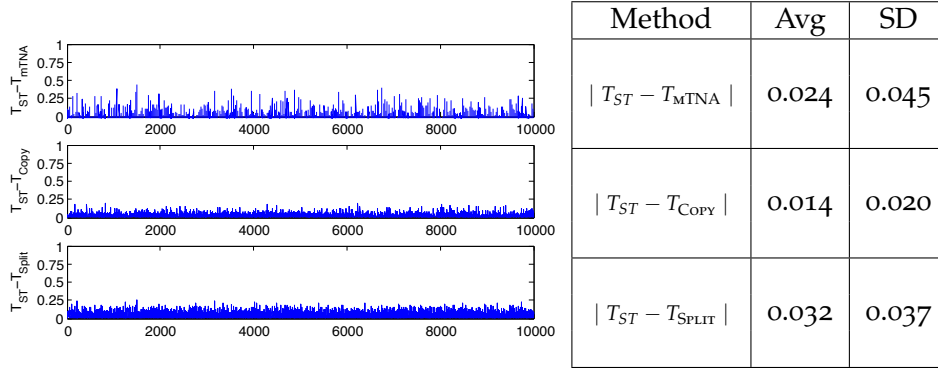 T_ST−T_mTNA
1
0.75
0.5
0.25
0
0 2000 4000 6000 8000 10000
T_ST−T_Copy
1
0.75
0.5
0.25
0
0 2000 4000 6000 8000 10000
T_ST−T_Split
1
0.75
0.5
0.25
0
0 2000 4000 6000 8000 10000
Method Avg SD
| T_ST − T_MTNA | 0.024 0.045
| T_ST − T_COPY | 0.014 0.020
| T_ST − T_SPLIT | 0.032 0.037